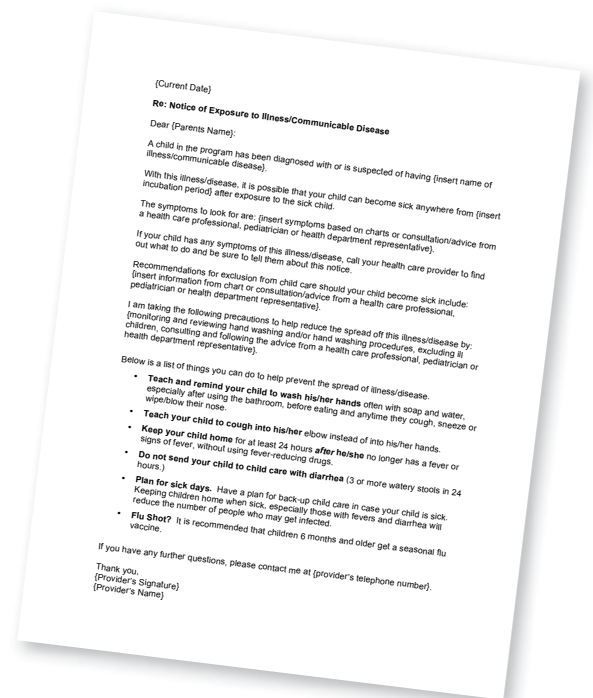 {Current Date}
Re: Notice of Exposure to Illness/Communicable Disease
Dear {Parents Name}:
A child in the program has been diagnosed with or is suspected of having {insert name of
illness/communicable disease}.
With this illness/disease, it is possible that your child can become sick anywhere from {insert
incubation period} after exposure to the sick child.
The symptoms to look for are: {insert symptoms based on charts or consultation/advice from
a health care professional, pediatrician or health department representative}.
If your child has any symptoms of this illness/disease, call your health care provider to find
out what to do and be sure to tell them about this notice.
Recommendations for exclusion from child care should your child become sick include:
{insert information from chart or consultation/advice from a health care professional,
pediatrician or health department representative}.
I am taking the following precautions to help reduce the spread off this illness/disease by:
{monitoring and reviewing hand washing and/or hand washing procedures, excluding ill
children, consulting and following the advice from a health care professional, pediatrician or
health department representative}.
Below is a list of things you can do to help prevent the spread of illness/disease.
• Teach and remind your child to wash his/her hands often with soap and water,
especially after using the bathroom, before eating and anytime they cough, sneeze or
wipe/blow their nose.
• Teach your child to cough into his/her elbow instead of into his/her hands.
• Keep your child home for at least 24 hours after he/she no longer has a fever or
signs of fever, without using fever-reducing drugs.
• Do not send your child to child care with diarrhea (3 or more watery stools in 24
hours.)
• Plan for sick days. Have a plan for back-up child care in case your child is sick.
Keeping children home when sick, especially those with fevers and diarrhea will
reduce the number of people who may get infected.
• Flu Shot? It is recommended that children 6 months and older get a seasonal flu
vaccine.
If you have any further questions, please contact me at {provider's telephone number}.
Thank you,
{Provider's Signature}
{Provider's Name}